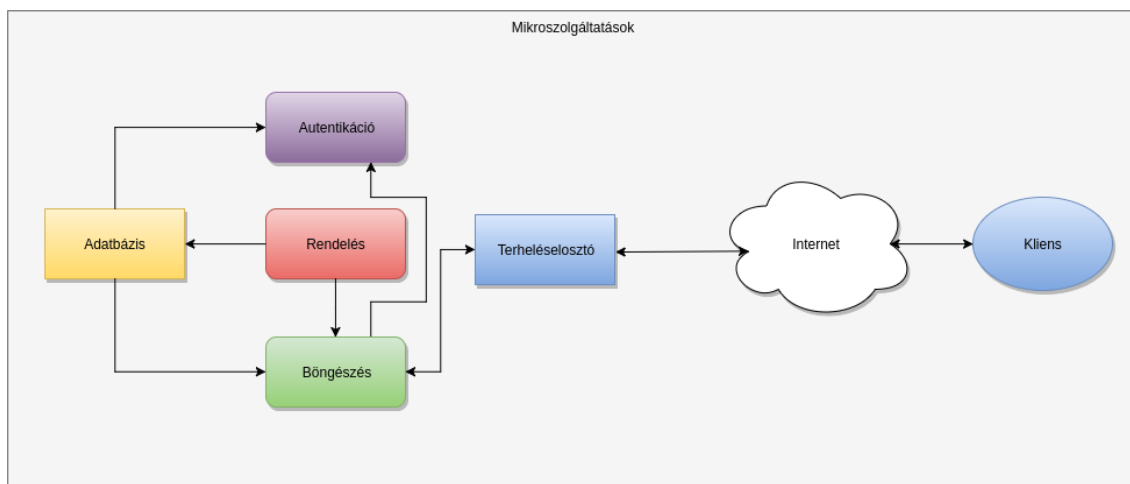 Mikroszolgáltatások
Autentikáció
Adatbázis
Rendelés
Terheléselosztó
Internet
Kliens
Böngészés